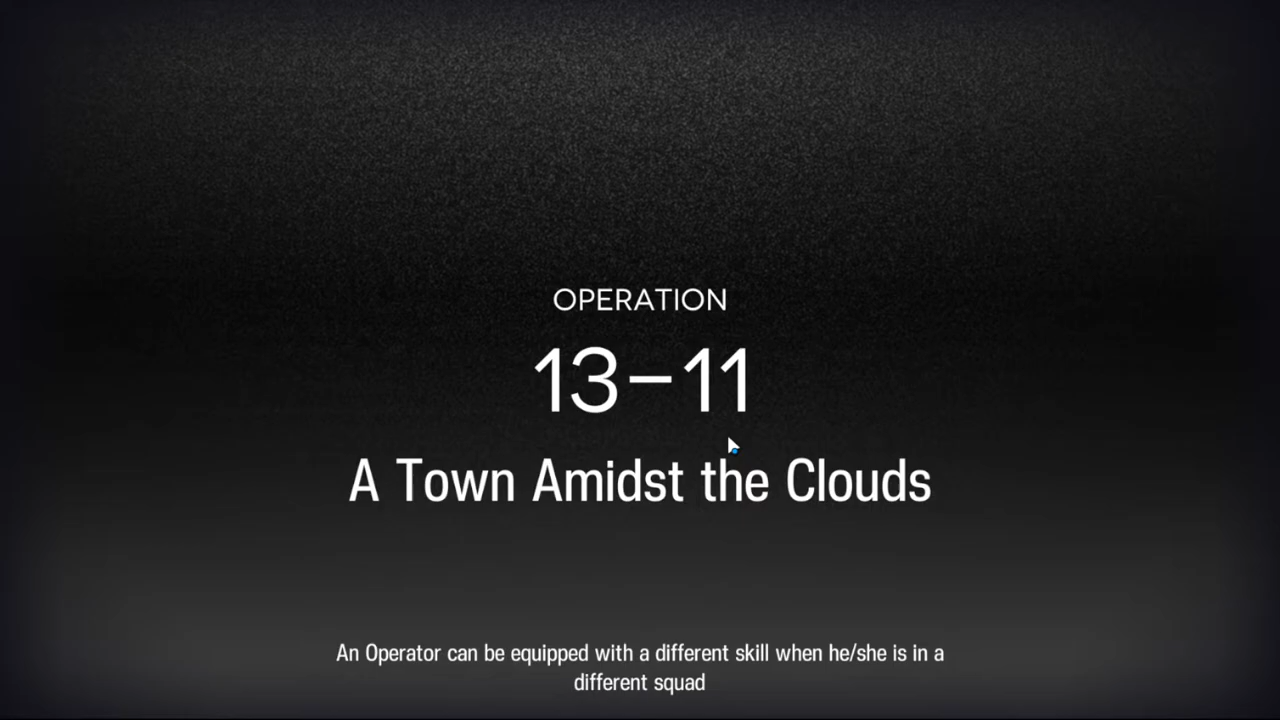 OPERATION
13-11
A Town Amidst the Clouds
An Operator can be equipped with a different skill when he/she is in a
different squad